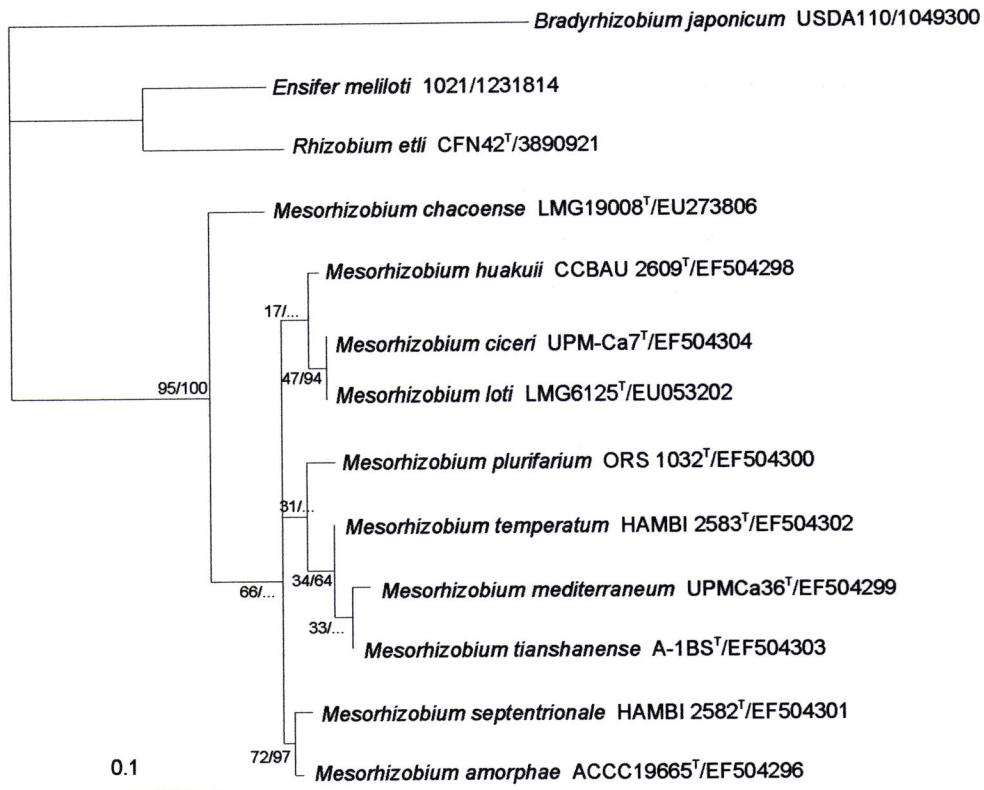 Bradyrhizobium japonicum USDA110/1049300
Ensifer meliloti 1021/1231814
Rhizobium etli CFN42ᵀ/3890921
Mesorhizobium chacoense LMG19008ᵀ/EU273806
Mesorhizobium huakuii CCBAU 2609ᵀ/EF504298
17/...
Mesorhizobium ciceri UPM-Ca7ᵀ/EF504304
47/94
95/100
Mesorhizobium loti LMG6125ᵀ/EU053202
Mesorhizobium plurifarium ORS 1032ᵀ/EF504300
31/...
Mesorhizobium temperatum HAMBI 2583ᵀ/EF504302
34/64
66/...
Mesorhizobium mediterraneum UPMCa36ᵀ/EF504299
33/...
Mesorhizobium tianshanense A-1BSᵀ/EF504303
Mesorhizobium septentrionale HAMBI 2582ᵀ/EF504301
72/97
0.1
Mesorhizobium amorphae ACCC19665ᵀ/EF504296